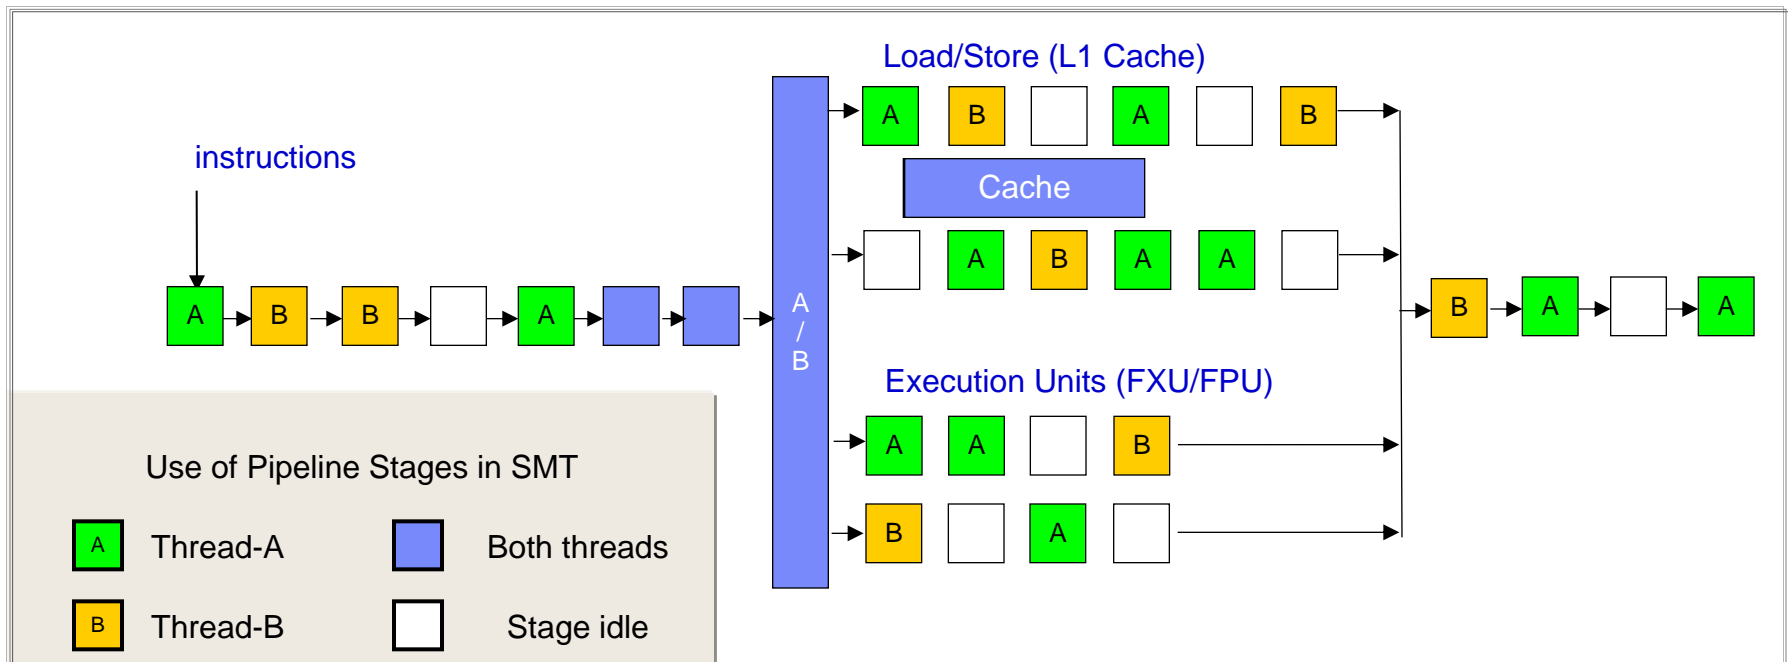 Load/Store (L1 Cache)
A B A B
instructions
Cache
A B A A
A B B A
A
/
B
B A A
Execution Units (FXU/FPU)
A A B
B A
Use of Pipeline Stages in SMT
A Thread-A Both threads
B Thread-B Stage idle